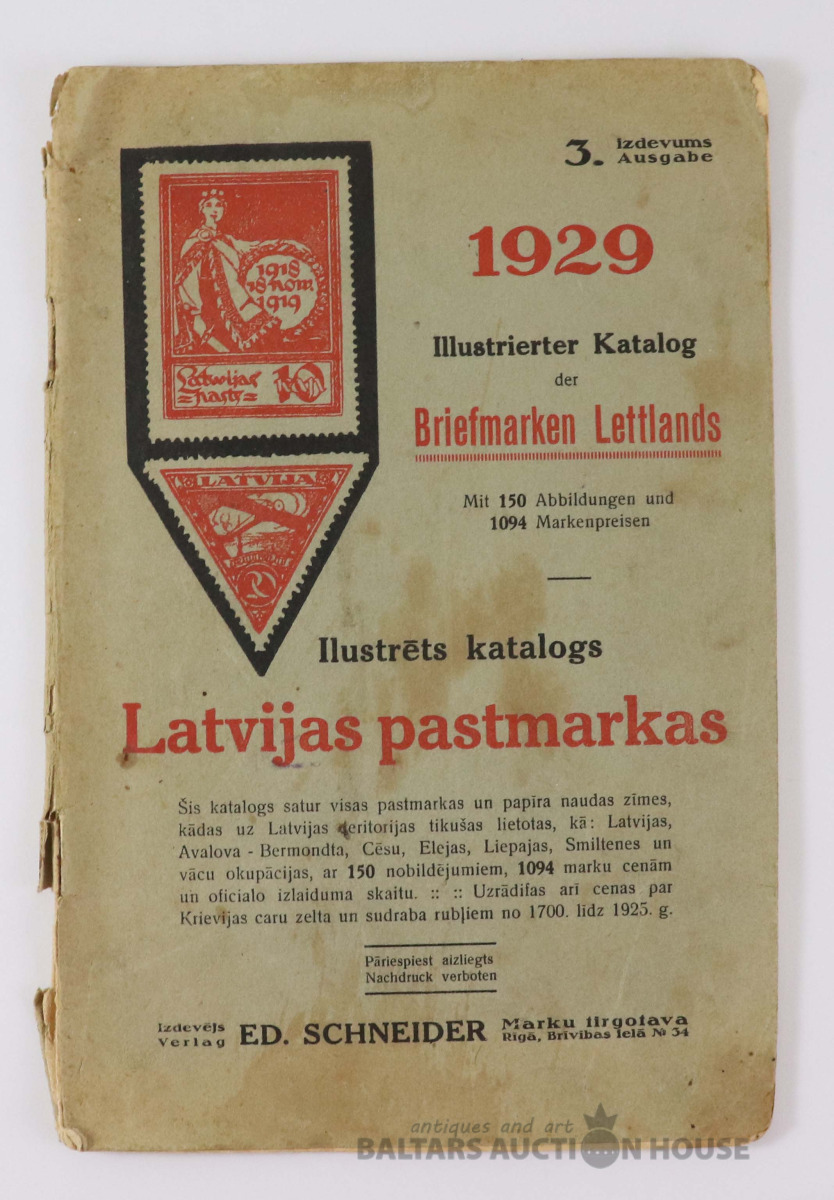 3. Izdevums
Ausgabe
1929
Illustrierter Katalog
der
Briefmarken Lettlands
Mit 150 Abbildungen und
1094 Markenpreisen
1918
18 nom.
1919
Latwijas
pasts
10
LATVIJA
20
Ilustrēts katalogs
Latvijas pastmarkas
Šis katalogs satur visas pastmarkas un papīra naudas zīmes,
kādas uz Latvijas teritorijas tikušas lietotas, kā: Latvijas,
Avalova - Bermondta, Cēsu, Elejas, Liepajas, Smiltenes un
vācu okupācijas, ar 150 nobildējumiem, 1094 marku cenām
un oficialo izlaiduma skaitu. :: :: Uzrādītas arī cenas par
Krievijas caru zelta un sudraba rubļiem no 1700. līdz 1925. g.
Pāriespiest aizliegts
Nachdruck verboten
Izdevējs
Verlag
ED. SCHNEIDER
Marku tirgotava
Rīgā, Brīvības ielā № 34
antiques and art
BALTARS AUCTION HOUSE